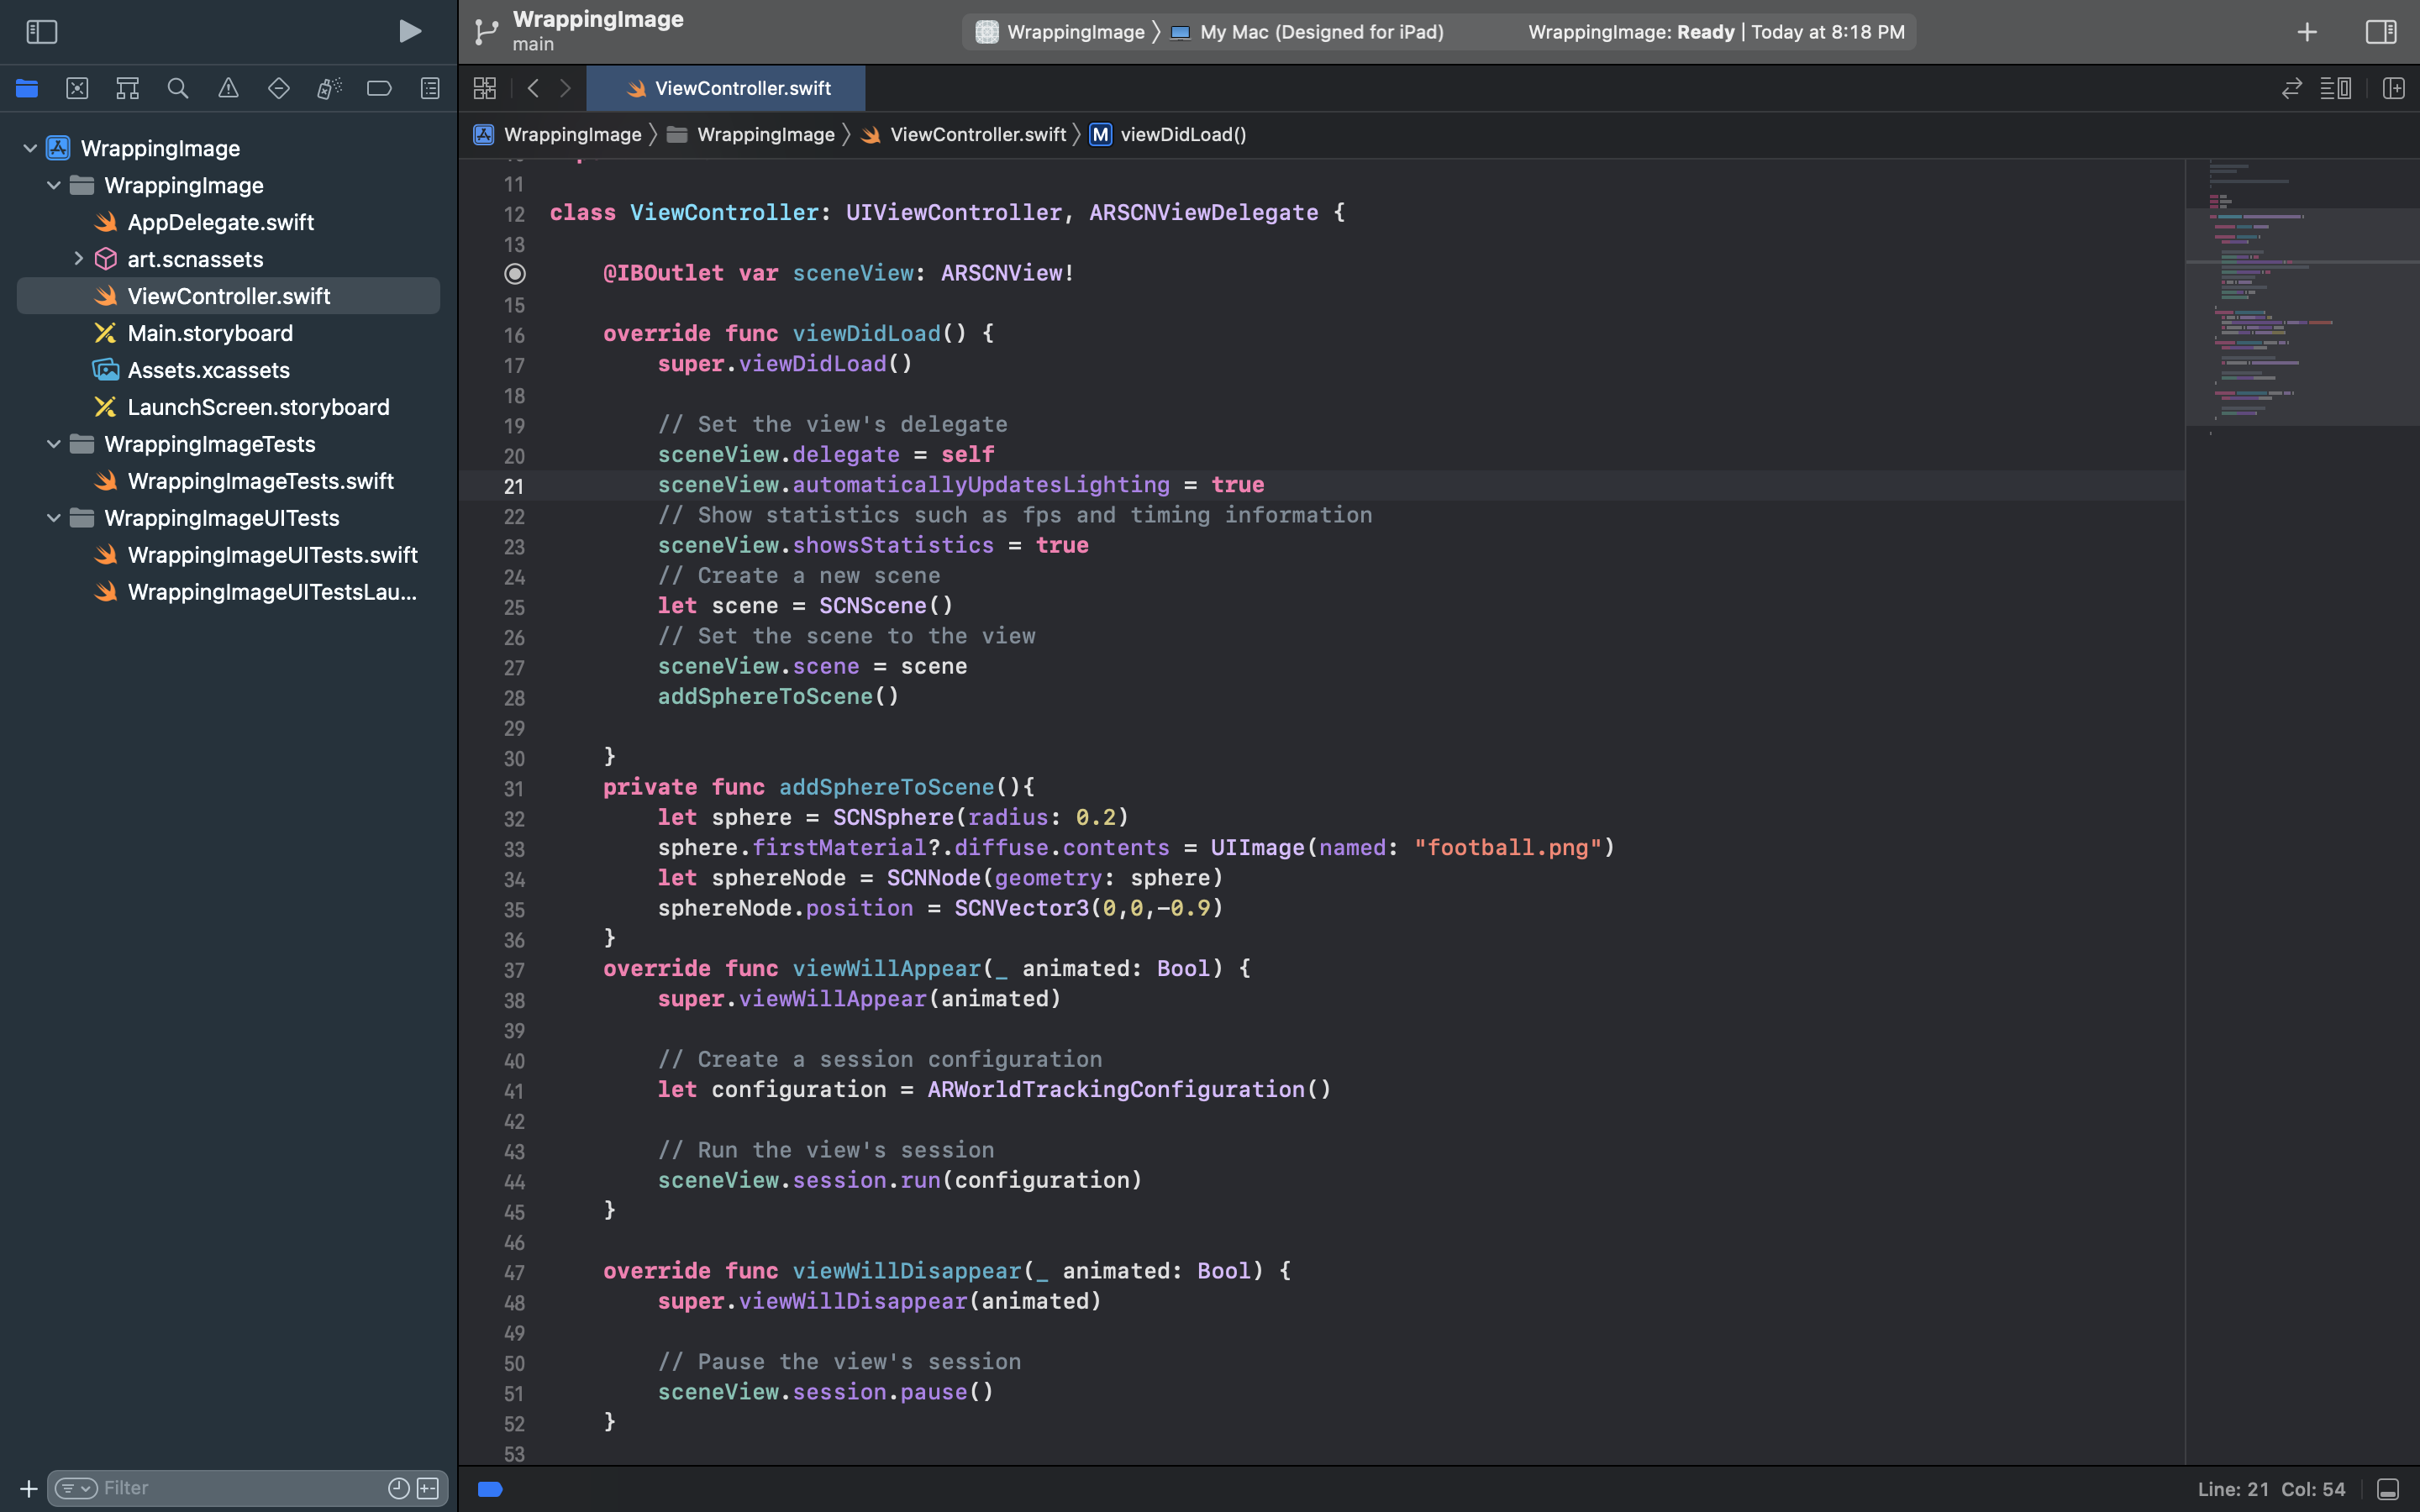 WrappingImage
main
WrappingImage
My Mac (Designed for iPad)
WrappingImage: Ready | Today at 8:18 PM
ViewController.swift
WrappingImage
WrappingImage
ViewController.swift
M
viewDidLoad()
WrappingImage
WrappingImage
AppDelegate.swift
art.scnassets
ViewController.swift
Main.storyboard
Assets.xcassets
LaunchScreen.storyboard
WrappingImageTests
WrappingImageTests.swift
WrappingImageUITests
WrappingImageUITests.swift
WrappingImageUITestsLau...
Filter
11
12 class ViewController: UIViewController, ARSCNViewDelegate {
13
@IBOutlet var sceneView: ARSCNView!
15
16 override func viewDidLoad() {
17 super.viewDidLoad()
18
19 // Set the view's delegate
20 sceneView.delegate = self
21 sceneView.automaticallyUpdatesLighting = true
22 // Show statistics such as fps and timing information
23 sceneView.showsStatistics = true
24 // Create a new scene
25 let scene = SCNScene()
26 // Set the scene to the view
27 sceneView.scene = scene
28 addSphereToScene()
29
30 }
31 private func addSphereToScene(){
32 let sphere = SCNSphere(radius: 0.2)
33 sphere.firstMaterial?.diffuse.contents = UIImage(named: "football.png")
34 let sphereNode = SCNNode(geometry: sphere)
35 sphereNode.position = SCNVector3(0,0,-0.9)
36 }
37 override func viewWillAppear(_ animated: Bool) {
38 super.viewWillAppear(animated)
39
40 // Create a session configuration
41 let configuration = ARWorldTrackingConfiguration()
42
43 // Run the view's session
44 sceneView.session.run(configuration)
45 }
46
47 override func viewWillDisappear(_ animated: Bool) {
48 super.viewWillDisappear(animated)
49
50 // Pause the view's session
51 sceneView.session.pause()
52 }
53
Line: 21 Col: 54